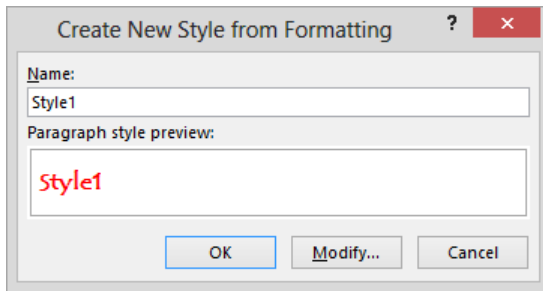 Create New Style from Formatting ? ×
Name:
Style1
Paragraph style preview:
Style1
OK Modify... Cancel